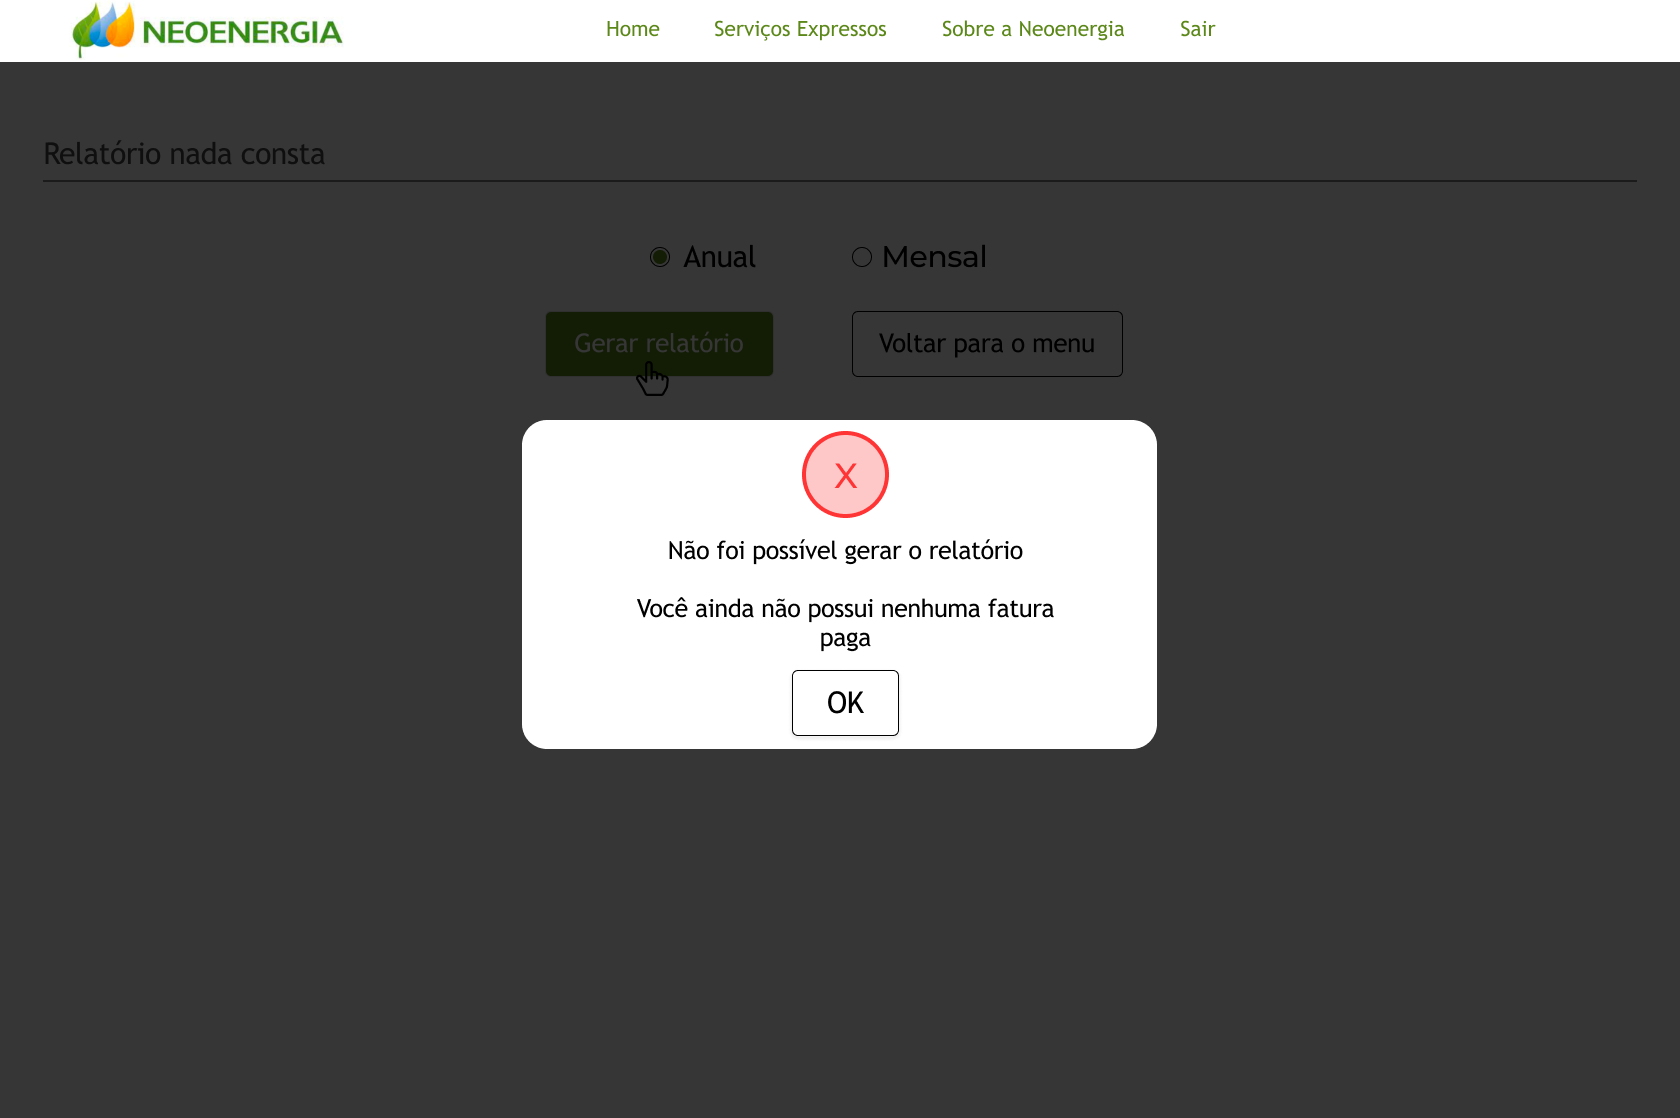 NEOENERGIA
Home
Serviços Expressos
Sobre a Neoenergia
Sair
Relatório nada consta
Anual
Mensal
Gerar relatório
Voltar para o menu
X
Não foi possível gerar o relatório
Você ainda não possui nenhuma fatura
paga
OK